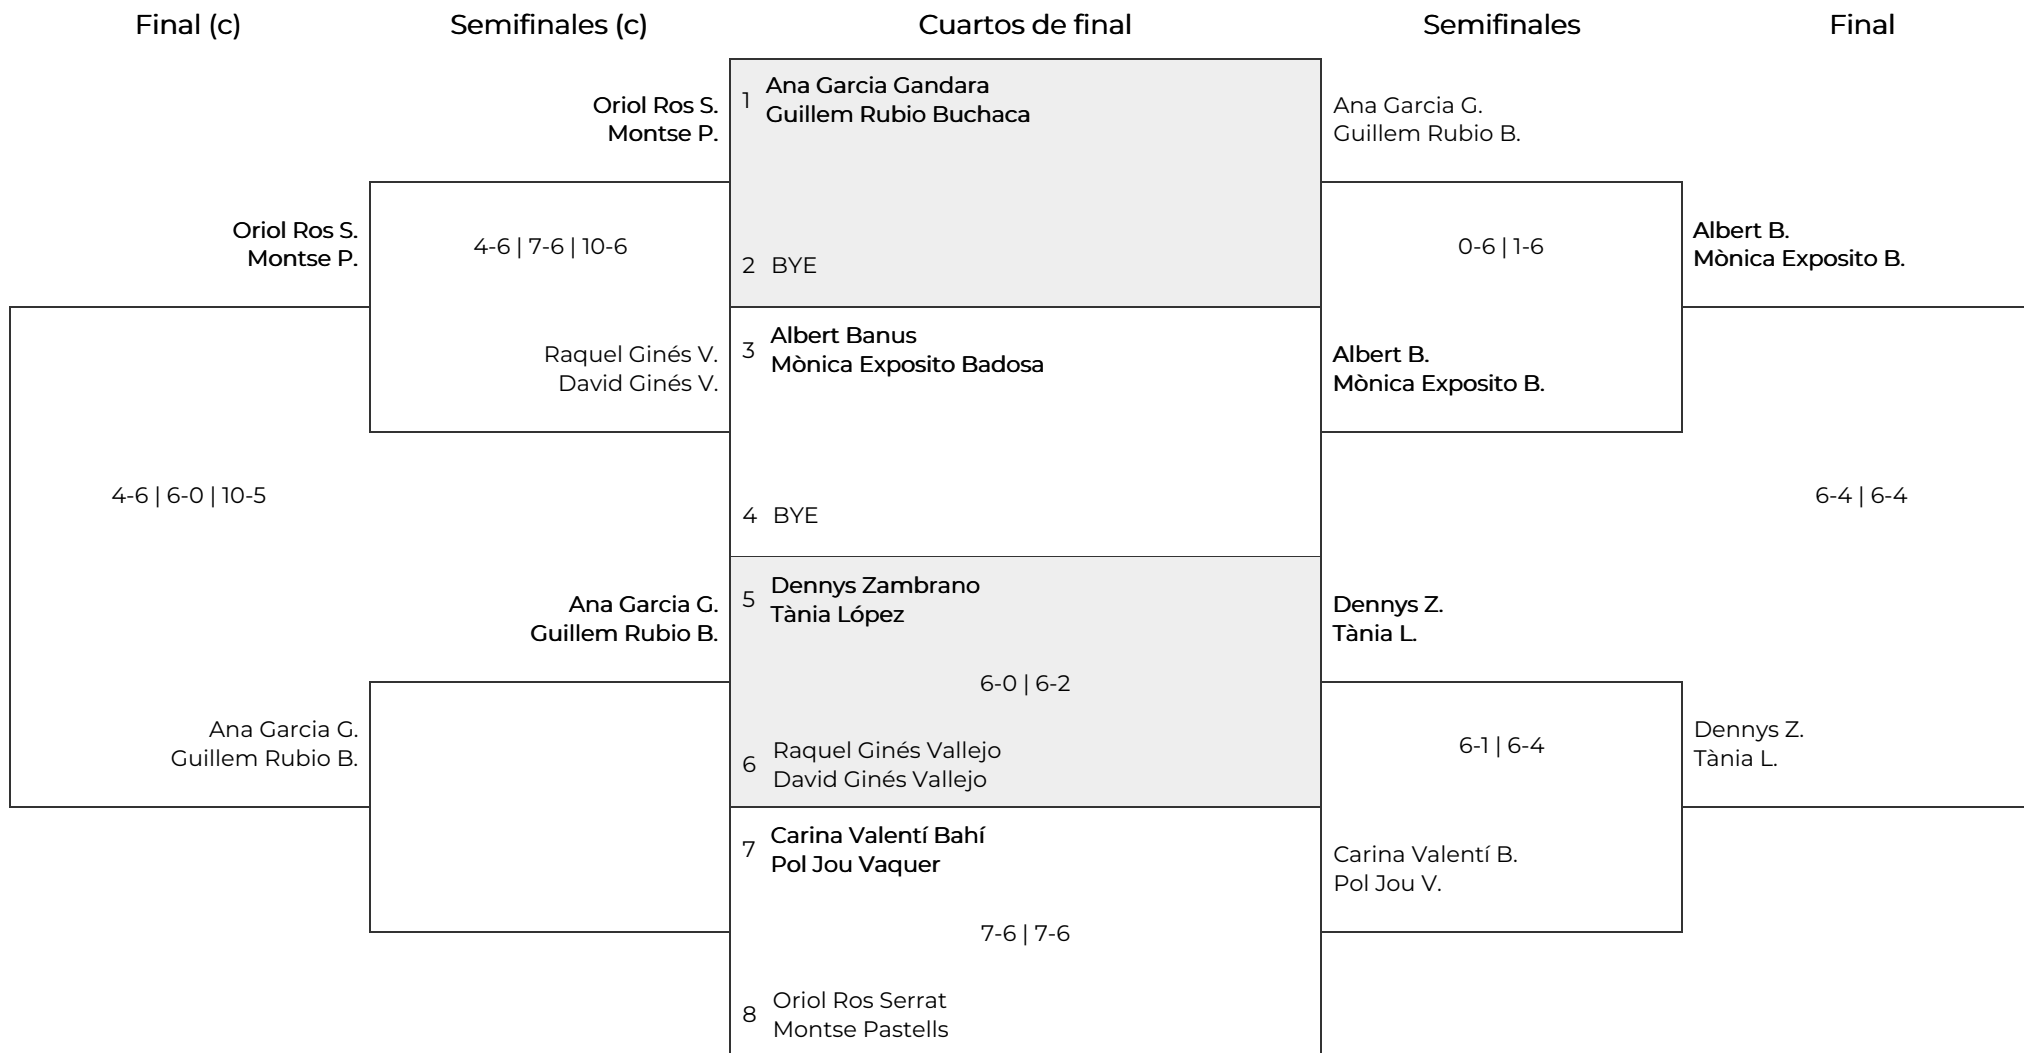 Final (c)
Semifinales (c)
Cuartos de final
Semifinales
Final
Oriol Ros S.
Montse P.
4-6 | 7-6 | 10-6
Raquel Ginés V.
David Ginés V.
Oriol Ros S.
Montse P.
4-6 | 6-0 | 10-5
Ana Garcia G.
Guillem Rubio B.
Ana Garcia G.
Guillem Rubio B.
1 Ana Garcia Gandara
Guillem Rubio Buchaca
2 BYE
3 Albert Banus
Mònica Exposito Badosa
4 BYE
5 Dennys Zambrano
Tània López
6-0 | 6-2
6 Raquel Ginés Vallejo
David Ginés Vallejo
7 Carina Valentí Bahí
Pol Jou Vaquer
7-6 | 7-6
8 Oriol Ros Serrat
Montse Pastells
Ana Garcia G.
Guillem Rubio B.
0-6 | 1-6
Albert B.
Mònica Exposito B.
Dennys Z.
Tània L.
6-1 | 6-4
Carina Valentí B.
Pol Jou V.
Albert B.
Mònica Exposito B.
6-4 | 6-4
Dennys Z.
Tània L.